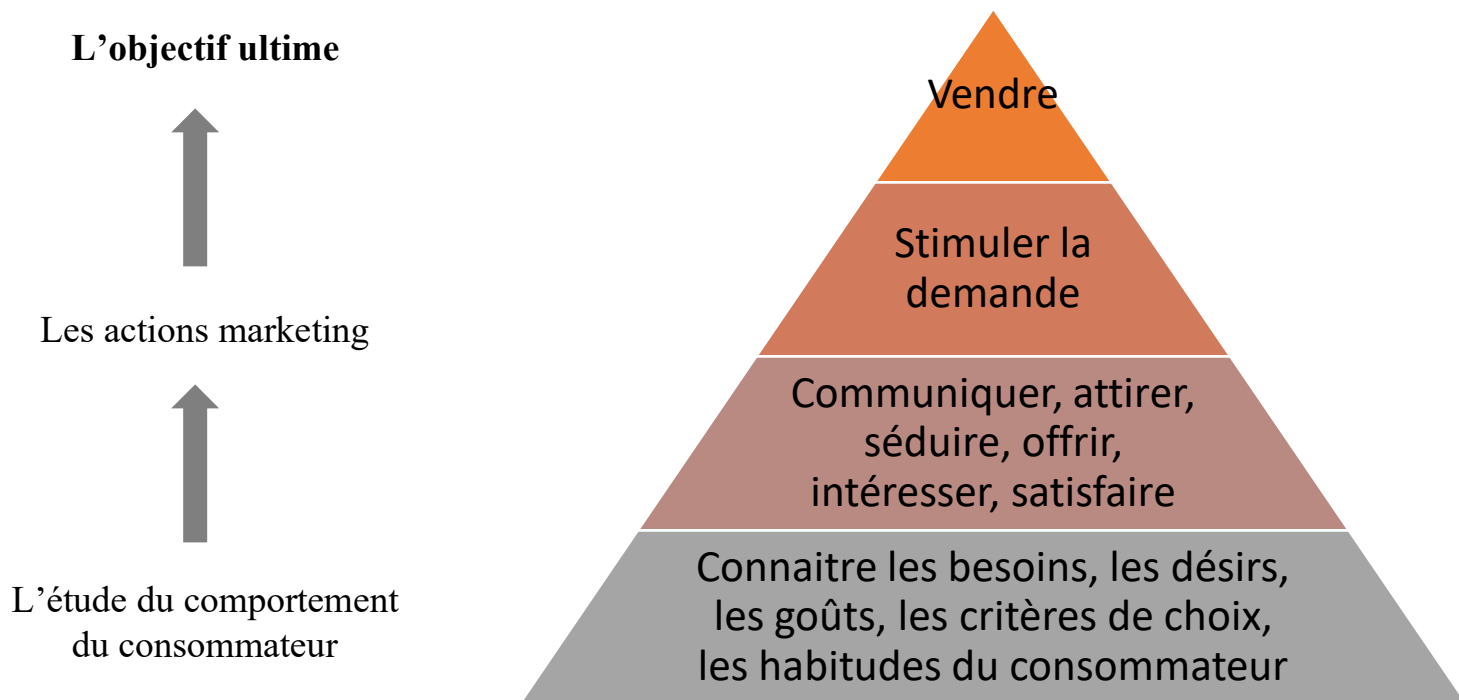 L’objectif ultime
Les actions marketing
L’étude du comportement
du consommateur
Vendre
Stimuler la
demande
Communiquer, attirer,
séduire, offrir,
intéresser, satisfaire
Connaitre les besoins, les désirs,
les goûts, les critères de choix,
les habitudes du consommateur